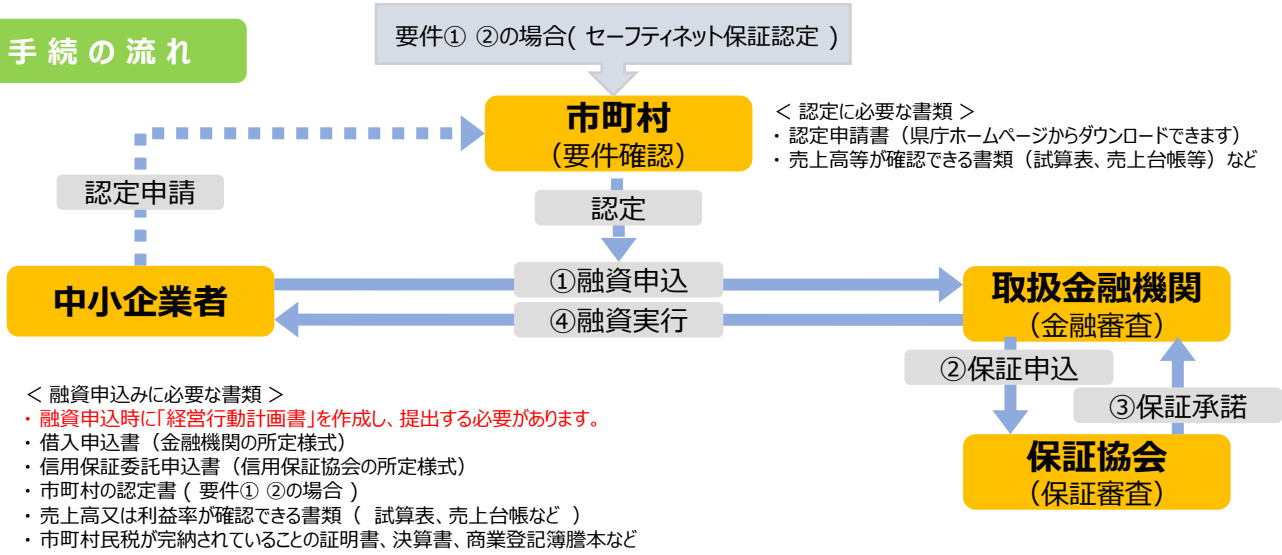 手続の流れ
要件① ②の場合( セーフティネット保証認定 )
市町村
（要件確認）
＜ 認定に必要な書類 ＞
・ 認定申請書（県庁ホームページからダウンロードできます）
・ 売上高等が確認できる書類（試算表、売上台帳等）など
認定申請
認定
中小企業者
①融資申込
④融資実行
取扱金融機関
（金融審査）
②保証申込
③保証承諾
保証協会
（保証審査）
＜ 融資申込みに必要な書類 ＞
・ 融資申込時に「経営行動計画書」を作成し、提出する必要があります。
・ 借入申込書（金融機関の所定様式）
・ 信用保証委託申込書（信用保証協会の所定様式）
・ 市町村の認定書 ( 要件① ②の場合 )
・ 売上高又は利益率が確認できる書類（ 試算表、売上台帳など ）
・ 市町村民税が完納されていることの証明書、決算書、商業登記簿謄本など